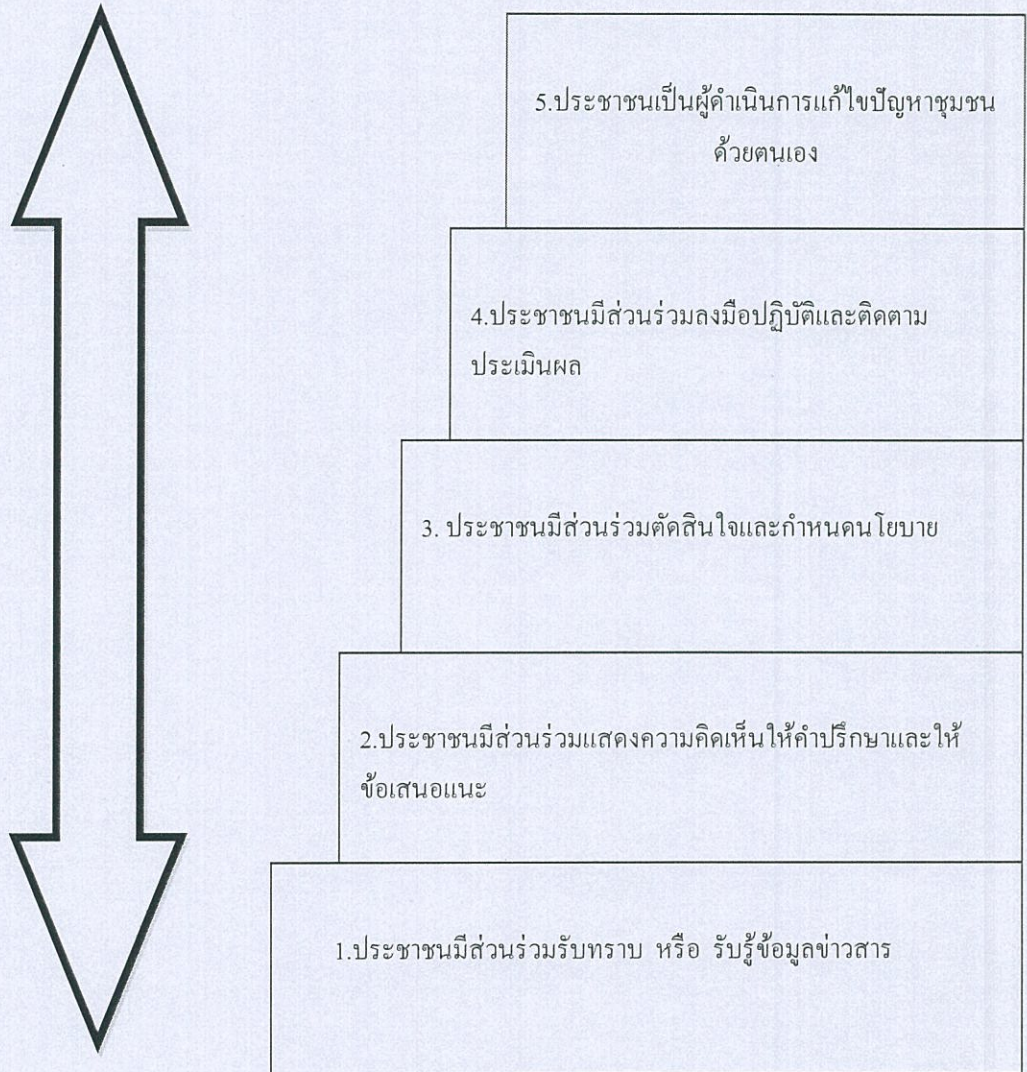 5.ประชาชนเป็นผู้ดำเนินการแก้ไขปัญหาชุมชน
ด้วยตนเอง
4.ประชาชนมีส่วนร่วมลงมือปฏิบัติและติดตาม
ประเมินผล
3. ประชาชนมีส่วนร่วมตัดสินใจและกำหนดนโยบาย
2.ประชาชนมีส่วนร่วมแสดงความคิดเห็นให้คำปรึกษาและให้
ข้อเสนอแนะ
1.ประชาชนมีส่วนร่วมรับทราบ หรือ รับรู้ข้อมูลข่าวสาร